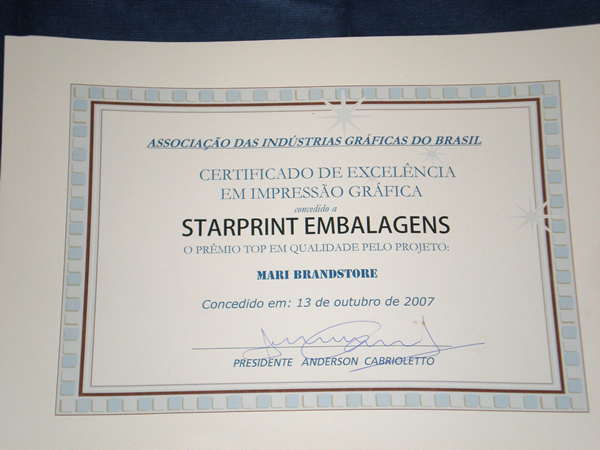 ASSOCIAÇÃO DAS INDÚSTRIAS GRÁFICAS DO BRASIL
CERTIFICADO DE EXCELÊNCIA
EM IMPRESSÃO GRÁFICA
concedido a
STARPRINT EMBALAGENS
O PRÊMIO TOP EM QUALIDADE PELO PROJETO:
MARI BRANDSTORE
Concedido em: 13 de outubro de 2007
PRESIDENTE ANDERSON CABRIOLETTO